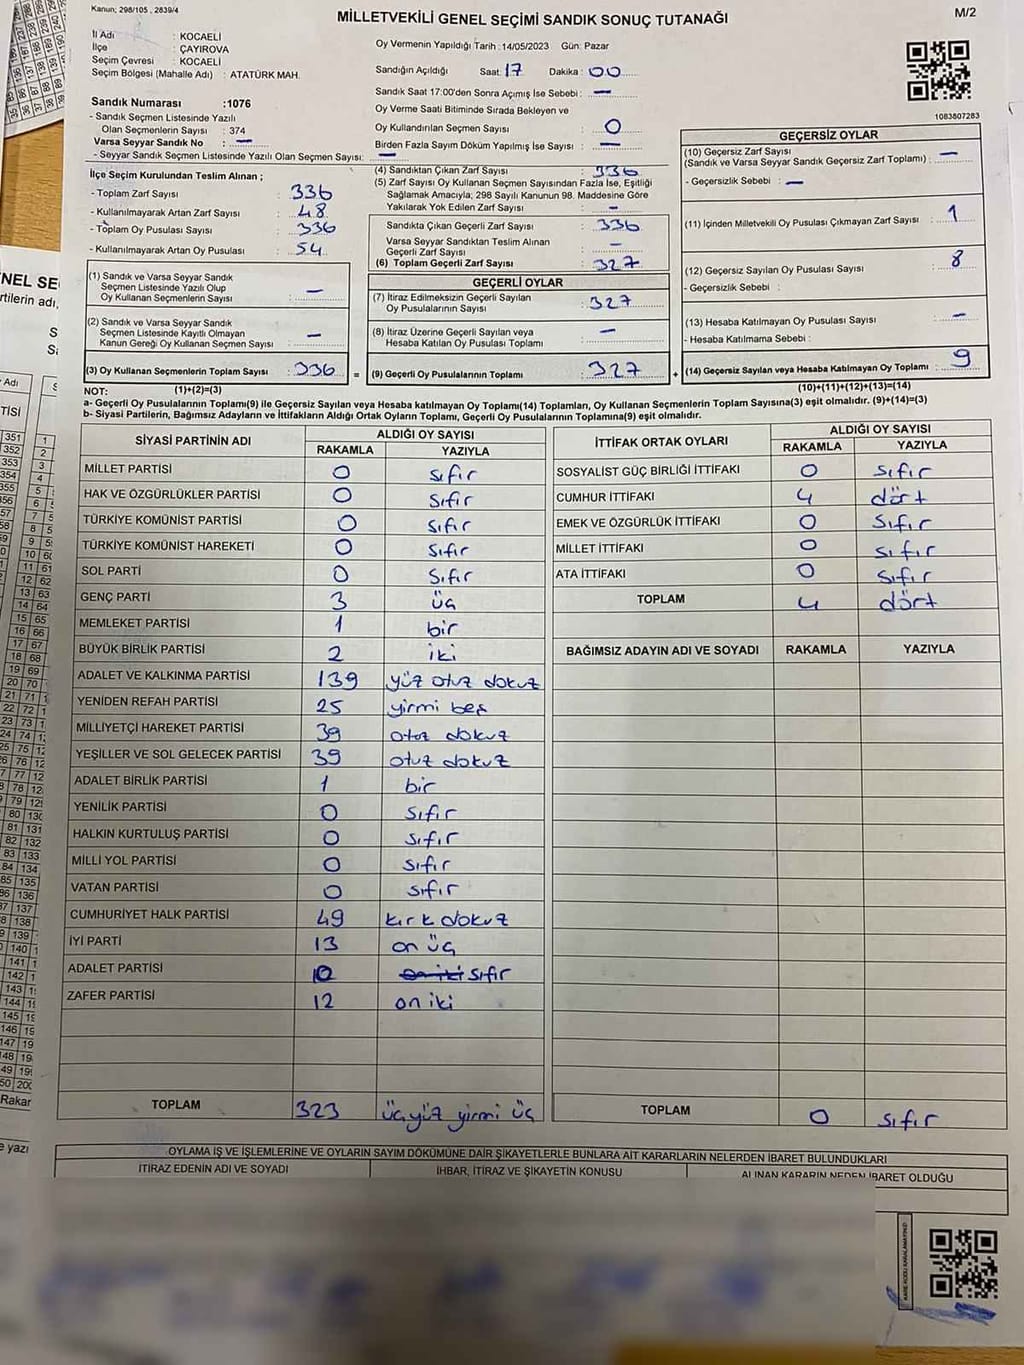 Kanun; 298/105 , 2839/4
MİLLETVEKİLİ GENEL SEÇİMİ SANDIK SONUÇ TUTANAĞI
M/2
İl Adı : KOCAELİ
İlçe : ÇAYIROVA
Seçim Çevresi : KOCAELİ
Seçim Bölgesi (Mahalle Adı) : ATATÜRK MAH.
Sandık Numarası :1076
- Sandık Seçmen Listesinde Yazılı
Olan Seçmenlerin Sayısı : 374
Varsa Seyyar Sandık No : —
- Seyyar Sandık Seçmen Listesinde Yazılı Olan Seçmen Sayısı: —
Oy Vermenin Yapıldığı Tarih :14/05/2023 Gün: Pazar
Sandığın Açıldığı Saat: 17 Dakika : 00
Sandık Saat 17:00'den Sonra Açımış İse Sebebi : —
Oy Verme Saati Bitiminde Sırada Bekleyen ve
Oy Kullandırılan Seçmen Sayısı : 0
Birden Fazla Sayım Döküm Yapılmış İse Sayısı : —
1083807283
İlçe Seçim Kurulundan Teslim Alınan ;
- Toplam Zarf Sayısı : 336
- Kullanılmayarak Artan Zarf Sayısı : 48
- Toplam Oy Pusulası Sayısı : 336
- Kullanılmayarak Artan Oy Pusulası : 54
(4) Sandıktan Çıkan Zarf Sayısı : 336
(5) Zarf Sayısı Oy Kullanan Seçmen Sayısından Fazla İse, Eşitliği
Sağlamak Amacıyla; 298 Sayılı Kanunun 98. Maddesine Göre
Yakılarak Yok Edilen Zarf Sayısı : —
Sandıkta Çıkan Geçerli Zarf Sayısı : 336
Varsa Seyyar Sandıktan Teslim Alınan
Geçerli Zarf Sayısı : —
(6) Toplam Geçerli Zarf Sayısı : 327
GEÇERSİZ OYLAR
(10) Geçersiz Zarf Sayısı
(Sandık ve Varsa Seyyar Sandık Geçersiz Zarf Toplamı) : —
- Geçersizlik Sebebi : —
(11) İçinden Milletvekili Oy Pusulası Çıkmayan Zarf Sayısı : 1
(12) Geçersiz Sayılan Oy Pusulası Sayısı : 8
- Geçersizlik Sebebi :
(13) Hesaba Katılmayan Oy Pusulası Sayısı : —
- Hesaba Katılmama Sebebi :
(14) Geçersiz Sayılan veya Hesaba Katılmayan Oy Toplamı : 9
(10)+(11)+(12)+(13)=(14)
(1) Sandık ve Varsa Seyyar Sandık
Seçmen Listesinde Yazılı Olup
Oy Kullanan Seçmenlerin Sayısı : —
(2) Sandık ve Varsa Seyyar Sandık
Seçmen Listesinde Kayıtlı Olmayan
Kanun Gereği Oy Kullanan Seçmen Sayısı : —
(3) Oy Kullanan Seçmenlerin Toplam Sayısı : 336 =
GEÇERLİ OYLAR
(7) İtiraz Edilmeksizin Geçerli Sayılan
Oy Pusulalarının Sayısı : 327
(8) İtiraz Üzerine Geçerli Sayılan veya
Hesaba Katılan Oy Pusulası Toplamı : —
(9) Geçerli Oy Pusulalarının Toplamı : 327 +
NOT: (1)+(2)=(3)
a- Geçerli Oy Pusulalarının Toplamı(9) ile Geçersiz Sayılan veya Hesaba katılmayan Oy Toplamı(14) Toplamları, Oy Kullanan Seçmenlerin Toplam Sayısına(3) eşit olmalıdır. (9)+(14)=(3)
b- Siyasi Partilerin, Bağımsız Adayların ve İttifakların Aldığı Ortak Oyların Toplamı, Geçerli Oy Pusulalarının Toplamına(9) eşit olmalıdır.
SİYASİ PARTİNİN ADI ALDIĞI OY SAYISI
RAKAMLA YAZIYLA
MİLLET PARTİSİ 0 sıfır
HAK VE ÖZGÜRLÜKLER PARTİSİ 0 sıfır
TÜRKİYE KOMÜNİST PARTİSİ 0 sıfır
TÜRKİYE KOMÜNİST HAREKETİ 0 sıfır
SOL PARTİ 0 sıfır
GENÇ PARTİ 3 üç
MEMLEKET PARTİSİ 1 bir
BÜYÜK BİRLİK PARTİSİ 2 iki
ADALET VE KALKINMA PARTİSİ 139 yüz otuz dokuz
YENİDEN REFAH PARTİSİ 25 yirmi beş
MİLLİYETÇİ HAREKET PARTİSİ 39 otuz dokuz
YEŞİLLER VE SOL GELECEK PARTİSİ 39 otuz dokuz
ADALET BİRLİK PARTİSİ 1 bir
YENİLİK PARTİSİ 0 sıfır
HALKIN KURTULUŞ PARTİSİ 0 sıfır
MİLLİ YOL PARTİSİ 0 sıfır
VATAN PARTİSİ 0 sıfır
CUMHURİYET HALK PARTİSİ 49 kırk dokuz
İYİ PARTİ 13 on üç
ADALET PARTİSİ 0 on iki sıfır
ZAFER PARTİSİ 12 on iki
TOPLAM 323 üçyüz yirmi üç
İTTİFAK ORTAK OYLARI ALDIĞI OY SAYISI
RAKAMLA YAZIYLA
SOSYALİST GÜÇ BİRLİĞİ İTTİFAKI 0 sıfır
CUMHUR İTTİFAKI 4 dört
EMEK VE ÖZGÜRLÜK İTTİFAKI 0 sıfır
MİLLET İTTİFAKI 0 sıfır
ATA İTTİFAKI 0 sıfır
TOPLAM 4 dört
BAĞIMSIZ ADAYIN ADI VE SOYADI RAKAMLA YAZIYLA
TOPLAM 0 sıfır
OYLAMA İŞ VE İŞLEMLERİNE VE OYLARIN SAYIM DÖKÜMÜNE DAİR ŞİKAYETLERLE BUNLARA AİT KARARLARIN NELERDEN İBARET BULUNDUKLARI
İTİRAZ EDENİN ADI VE SOYADI İHBAR, İTİRAZ VE ŞİKAYETİN KONUSU ALINAN KARARIN NEDEN İBARET OLDUĞU